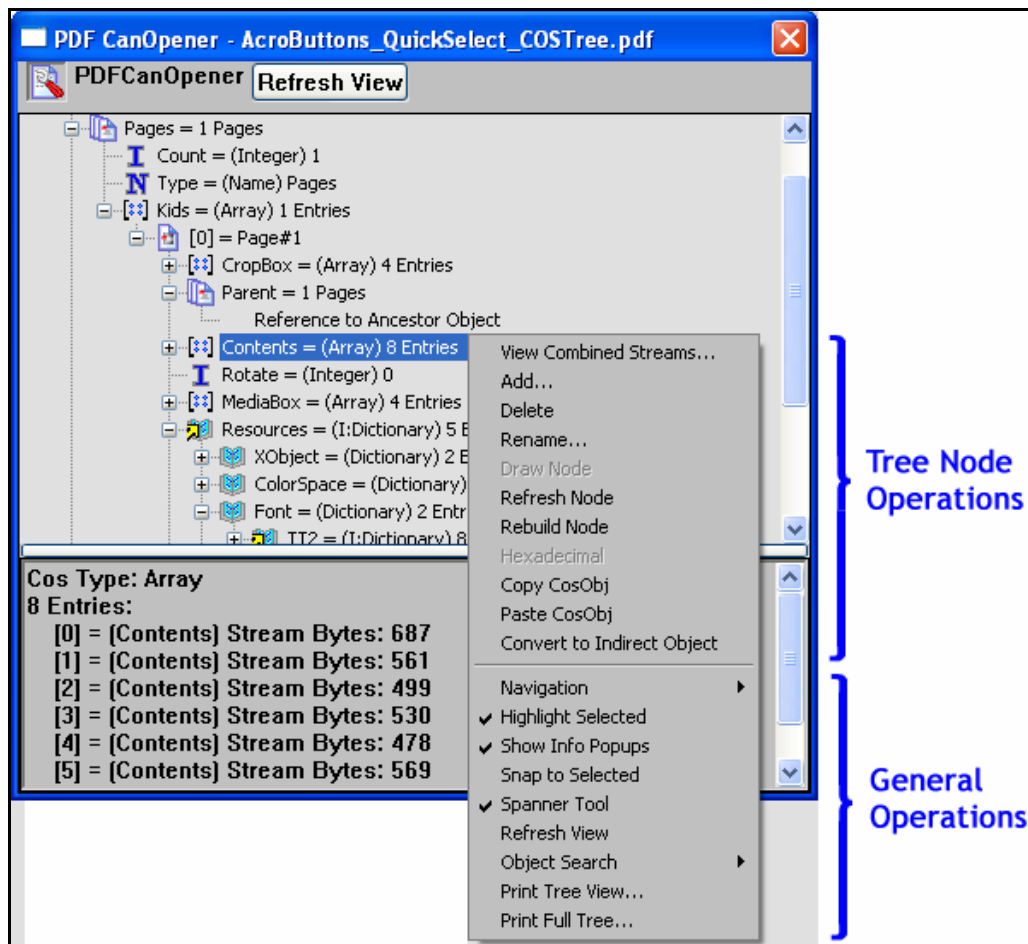 PDF CanOpener - AcroButtons_QuickSelect_COSTree.pdf
PDFCanOpener
Refresh View
Pages = 1 Pages
I Count = (Integer) 1
N Type = (Name) Pages
Kids = (Array) 1 Entries
[0] = Page#1
CropBox = (Array) 4 Entries
Parent = 1 Pages
Reference to Ancestor Object
Contents = (Array) 8 Entries
I Rotate = (Integer) 0
MediaBox = (Array) 4 Entries
Resources = (I:Dictionary) 5 E
XObject = (Dictionary) 2 E
ColorSpace = (Dictionary)
Font = (Dictionary) 2 Entr
TT2 = (I:Dictionary) 8
Cos Type: Array
8 Entries:
[0] = (Contents) Stream Bytes: 687
[1] = (Contents) Stream Bytes: 561
[2] = (Contents) Stream Bytes: 499
[3] = (Contents) Stream Bytes: 530
[4] = (Contents) Stream Bytes: 478
[5] = (Contents) Stream Bytes: 569
View Combined Streams...
Add...
Delete
Rename...
Draw Node
Refresh Node
Rebuild Node
Hexadecimal
Copy CosObj
Paste CosObj
Convert to Indirect Object
Navigation
Highlight Selected
Show Info Popups
Snap to Selected
Spanner Tool
Refresh View
Object Search
Print Tree View...
Print Full Tree...
Tree Node
Operations
General
Operations